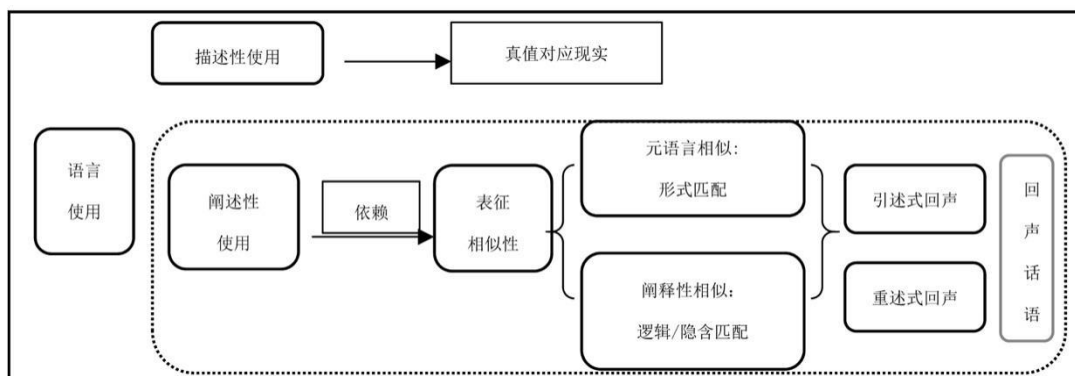 描述性使用
真值对应现实
语言
使用
阐述性
使用
依赖
表征
相似性
元语言相似:
形式匹配
阐释性相似：
逻辑/隐含匹配
引述式回声
重述式回声
回
声
话
语